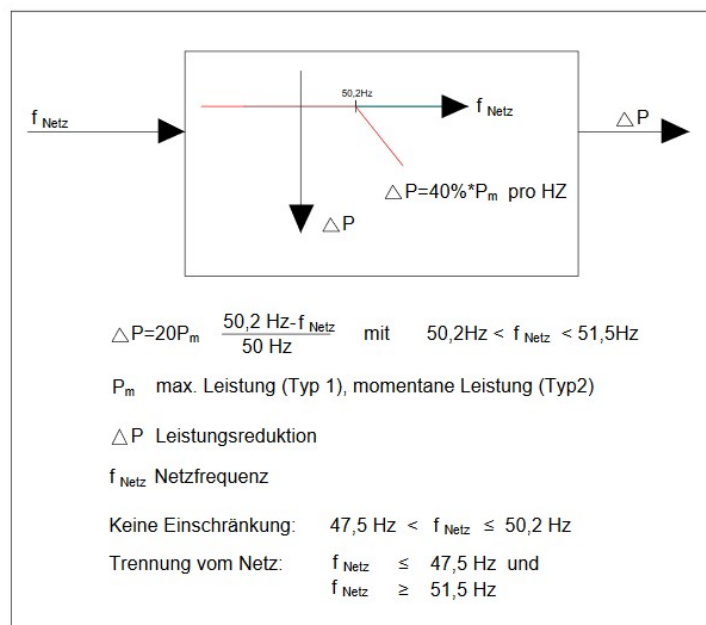 50,2Hz
f Netz
f Netz
△P
△P=40%*Pm pro HZ
△P
△P=20Pm 50,2 Hz-f Netz / 50 Hz mit 50,2Hz < f Netz < 51,5Hz
Pm max. Leistung (Typ 1), momentane Leistung (Typ2)
△P Leistungsreduktion
f Netz Netzfrequenz
Keine Einschränkung: 47,5 Hz < f Netz ≤ 50,2 Hz
Trennung vom Netz: f Netz ≤ 47,5 Hz und
f Netz ≥ 51,5 Hz